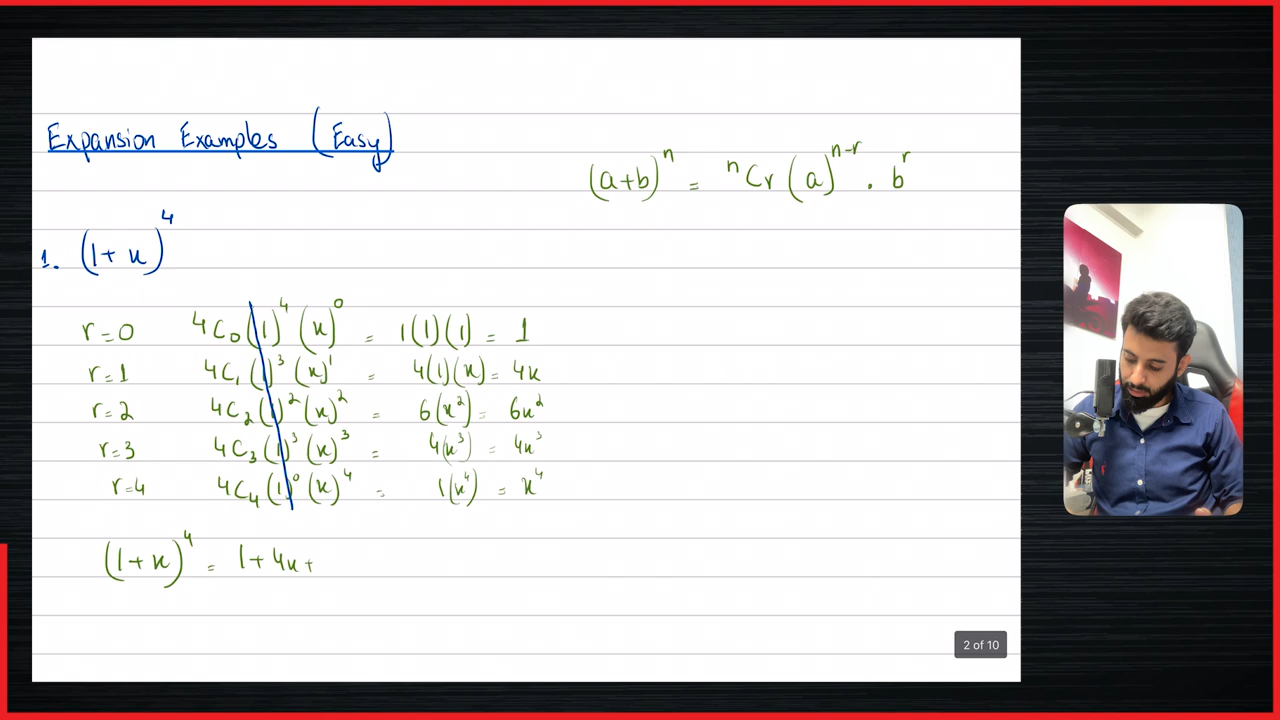 Expansion Examples (Easy)
(a+b)^n = nCr (a)^n-r . b^r
1. (1+x)^4
r=0 4C0 (1)^4 (x)^0 = 1(1)(1) = 1
r=1 4C1 (1)^3 (x)^1 = 4(1)(x) = 4x
r=2 4C2 (1)^2 (x)^2 = 6(x^2) = 6x^2
r=3 4C3 (1)^3 (x)^3 = 4(x^3) = 4x^3
r=4 4C4 (1)^0 (x)^4 = 1(x^4) = x^4
(1+x)^4 = 1+4x+
2 of 10